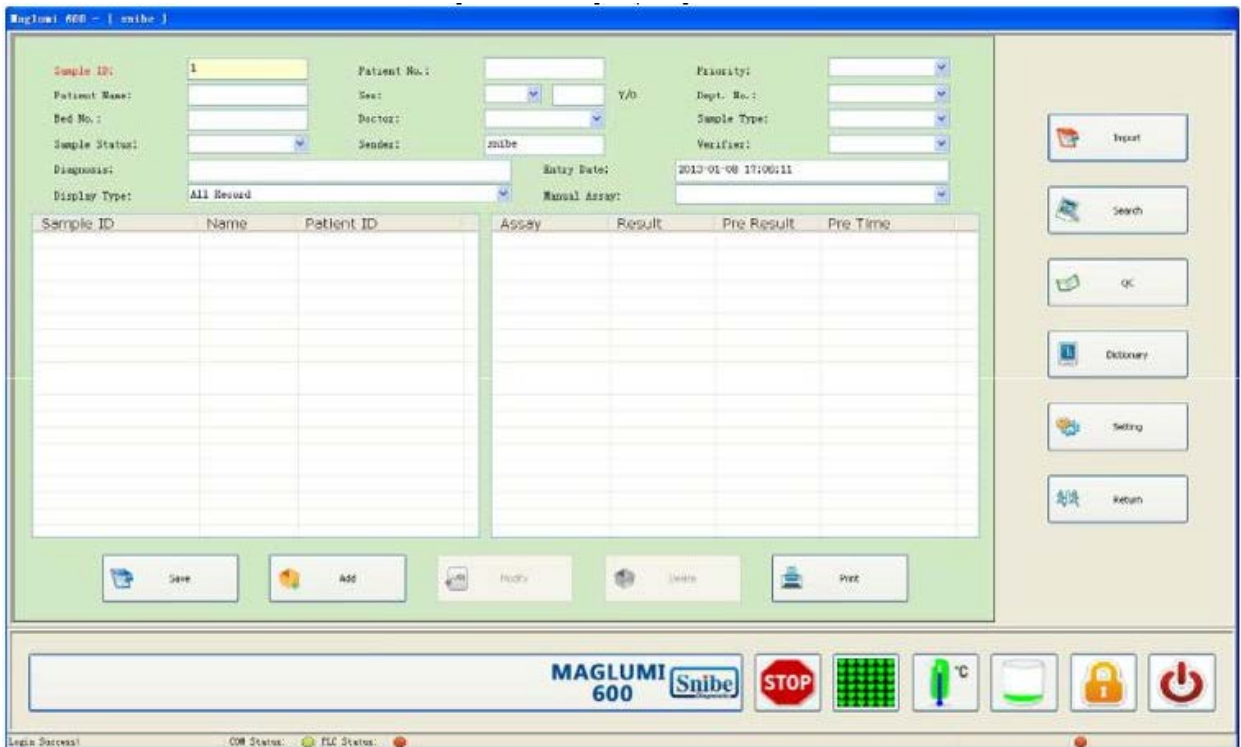 Maglumi 600 - [ snibe ]
Sample ID: 1 Patient No.: Priority:
Patient Name: Sex: Y/O Dept. No.:
Bed No.: Doctor: Sample Type:
Sample Status: Sender: snibe Verifier:
Diagnosis: Entry Date: 2013-01-08 17:06:11
Display Type: All Record Manual Assay:
Sample ID Name Patient ID Assay Result Pre Result Pre Time
Import
Search
QC
Dictionary
Setting
Return
Save Add Modify Delete Print
MAGLUMI
600
Snibe
STOP
°C
Login Success! COM Status: PLC Status: